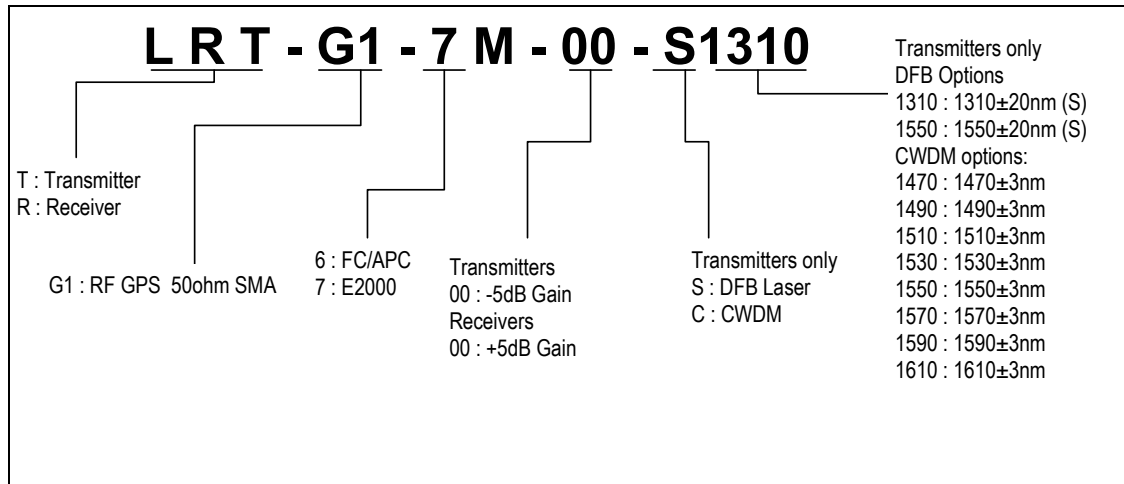 L R T - G1 - 7 M - 00 - S1310
T : Transmitter
R : Receiver
G1 : RF GPS 50ohm SMA
6 : FC/APC
7 : E2000
Transmitters
00 : -5dB Gain
Receivers
00 : +5dB Gain
Transmitters only
S : DFB Laser
C : CWDM
Transmitters only
DFB Options
1310 : 1310±20nm (S)
1550 : 1550±20nm (S)
CWDM options:
1470 : 1470±3nm
1490 : 1490±3nm
1510 : 1510±3nm
1530 : 1530±3nm
1550 : 1550±3nm
1570 : 1570±3nm
1590 : 1590±3nm
1610 : 1610±3nm